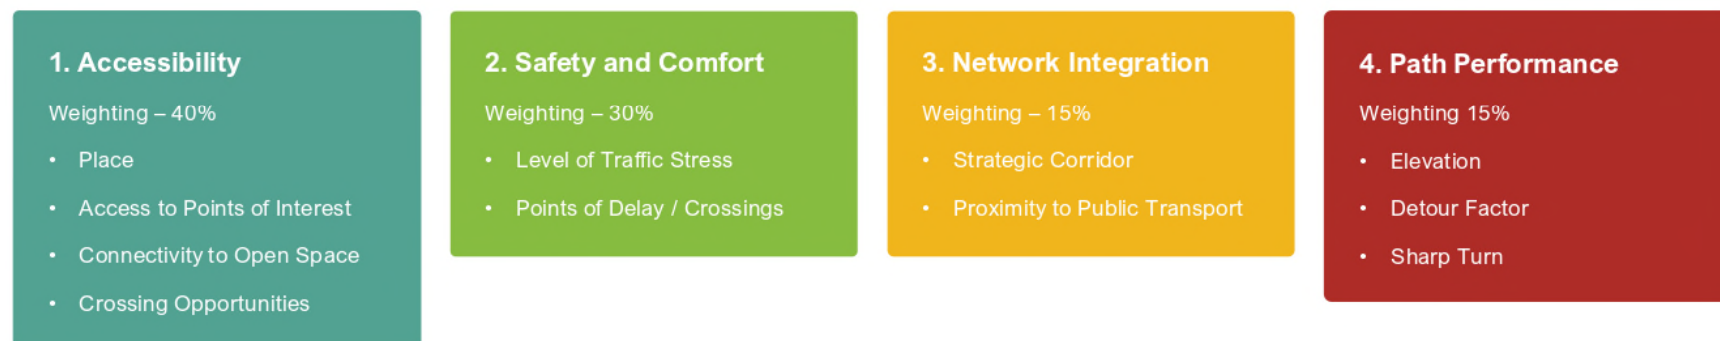 1. Accessibility
Weighting – 40%
• Place
• Access to Points of Interest
• Connectivity to Open Space
• Crossing Opportunities
2. Safety and Comfort
Weighting – 30%
• Level of Traffic Stress
• Points of Delay / Crossings
3. Network Integration
Weighting – 15%
• Strategic Corridor
• Proximity to Public Transport
4. Path Performance
Weighting 15%
• Elevation
• Detour Factor
• Sharp Turn